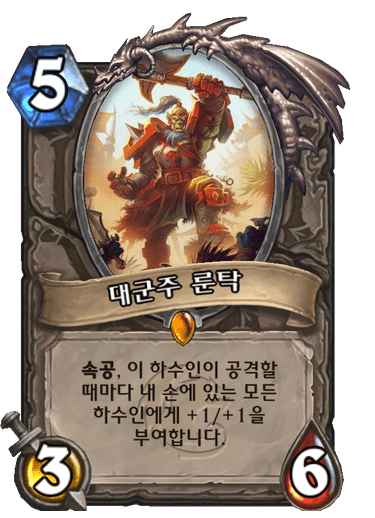 5
대군주 룬탁
속공, 이 하수인이 공격할
때마다 내 손에 있는 모든
하수인에게 +1/+1을
부여합니다.
3
6